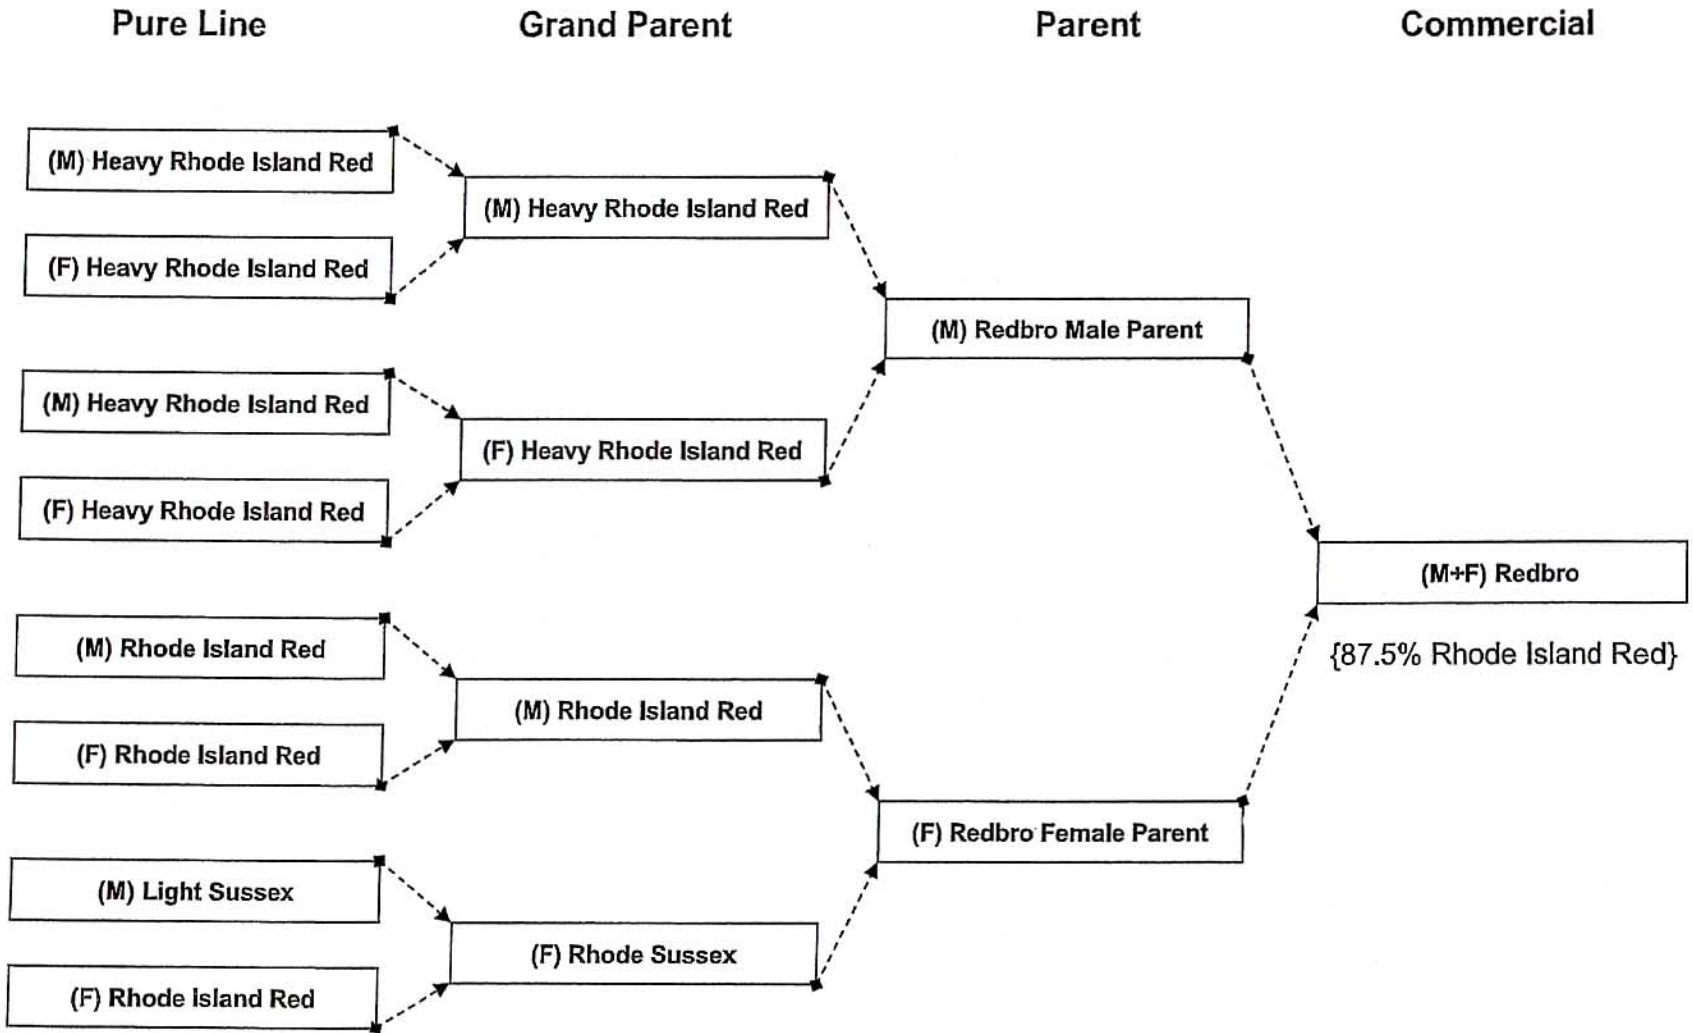 Pure Line
Grand Parent
Parent
Commercial
(M) Heavy Rhode Island Red
(F) Heavy Rhode Island Red
(M) Heavy Rhode Island Red
(F) Heavy Rhode Island Red
(M) Rhode Island Red
(F) Rhode Island Red
(M) Light Sussex
(F) Rhode Island Red
(M) Heavy Rhode Island Red
(F) Heavy Rhode Island Red
(M) Rhode Island Red
(F) Rhode Sussex
(M) Redbro Male Parent
(F) Redbro Female Parent
(M+F) Redbro
{87.5% Rhode Island Red}